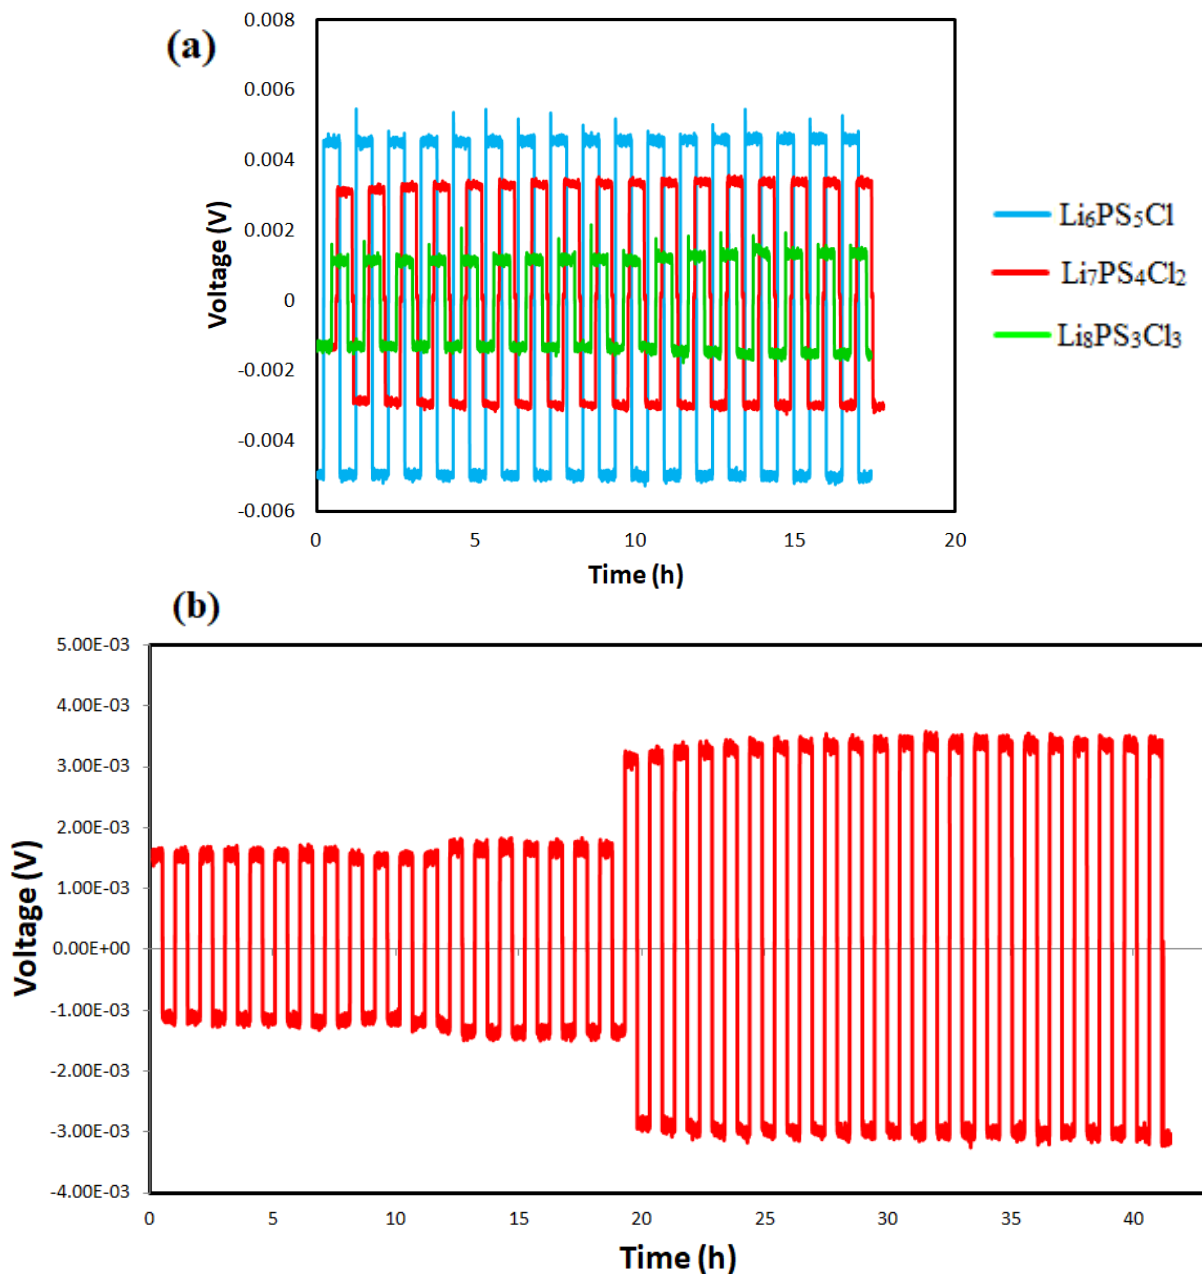 (a)
0.008
0.006
0.004
0.002
0
-0.002
-0.004
-0.006
Voltage (V)
0 5 10 15 20
Time (h)
Li₆PS₅Cl
Li₇PS₄Cl₂
Li₈PS₃Cl₃
(b)
5.00E-03
4.00E-03
3.00E-03
2.00E-03
1.00E-03
0.00E+00
-1.00E-03
-2.00E-03
-3.00E-03
-4.00E-03
Voltage (V)
0 5 10 15 20 25 30 35 40
Time (h)